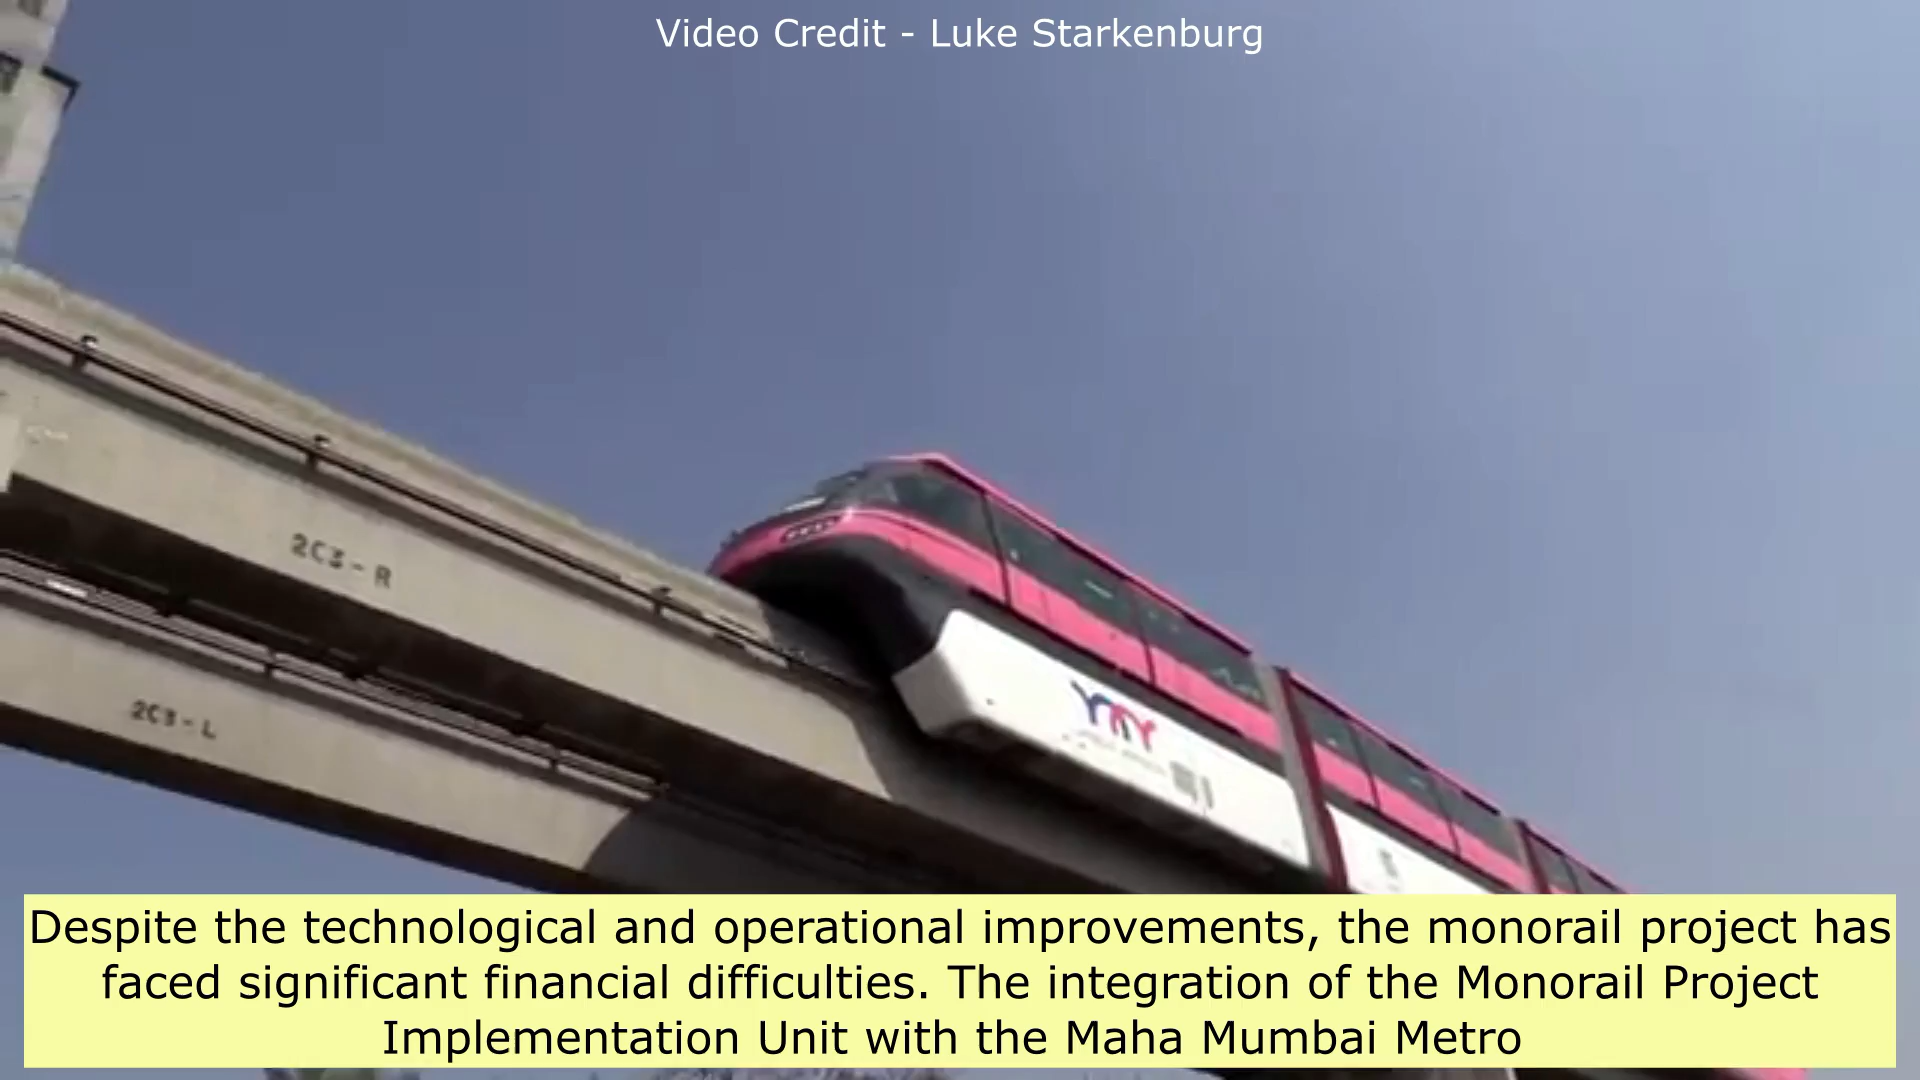 Video Credit - Luke Starkenburg
2C3-R
2C3-L
Despite the technological and operational improvements, the monorail project has
faced significant financial difficulties. The integration of the Monorail Project
Implementation Unit with the Maha Mumbai Metro